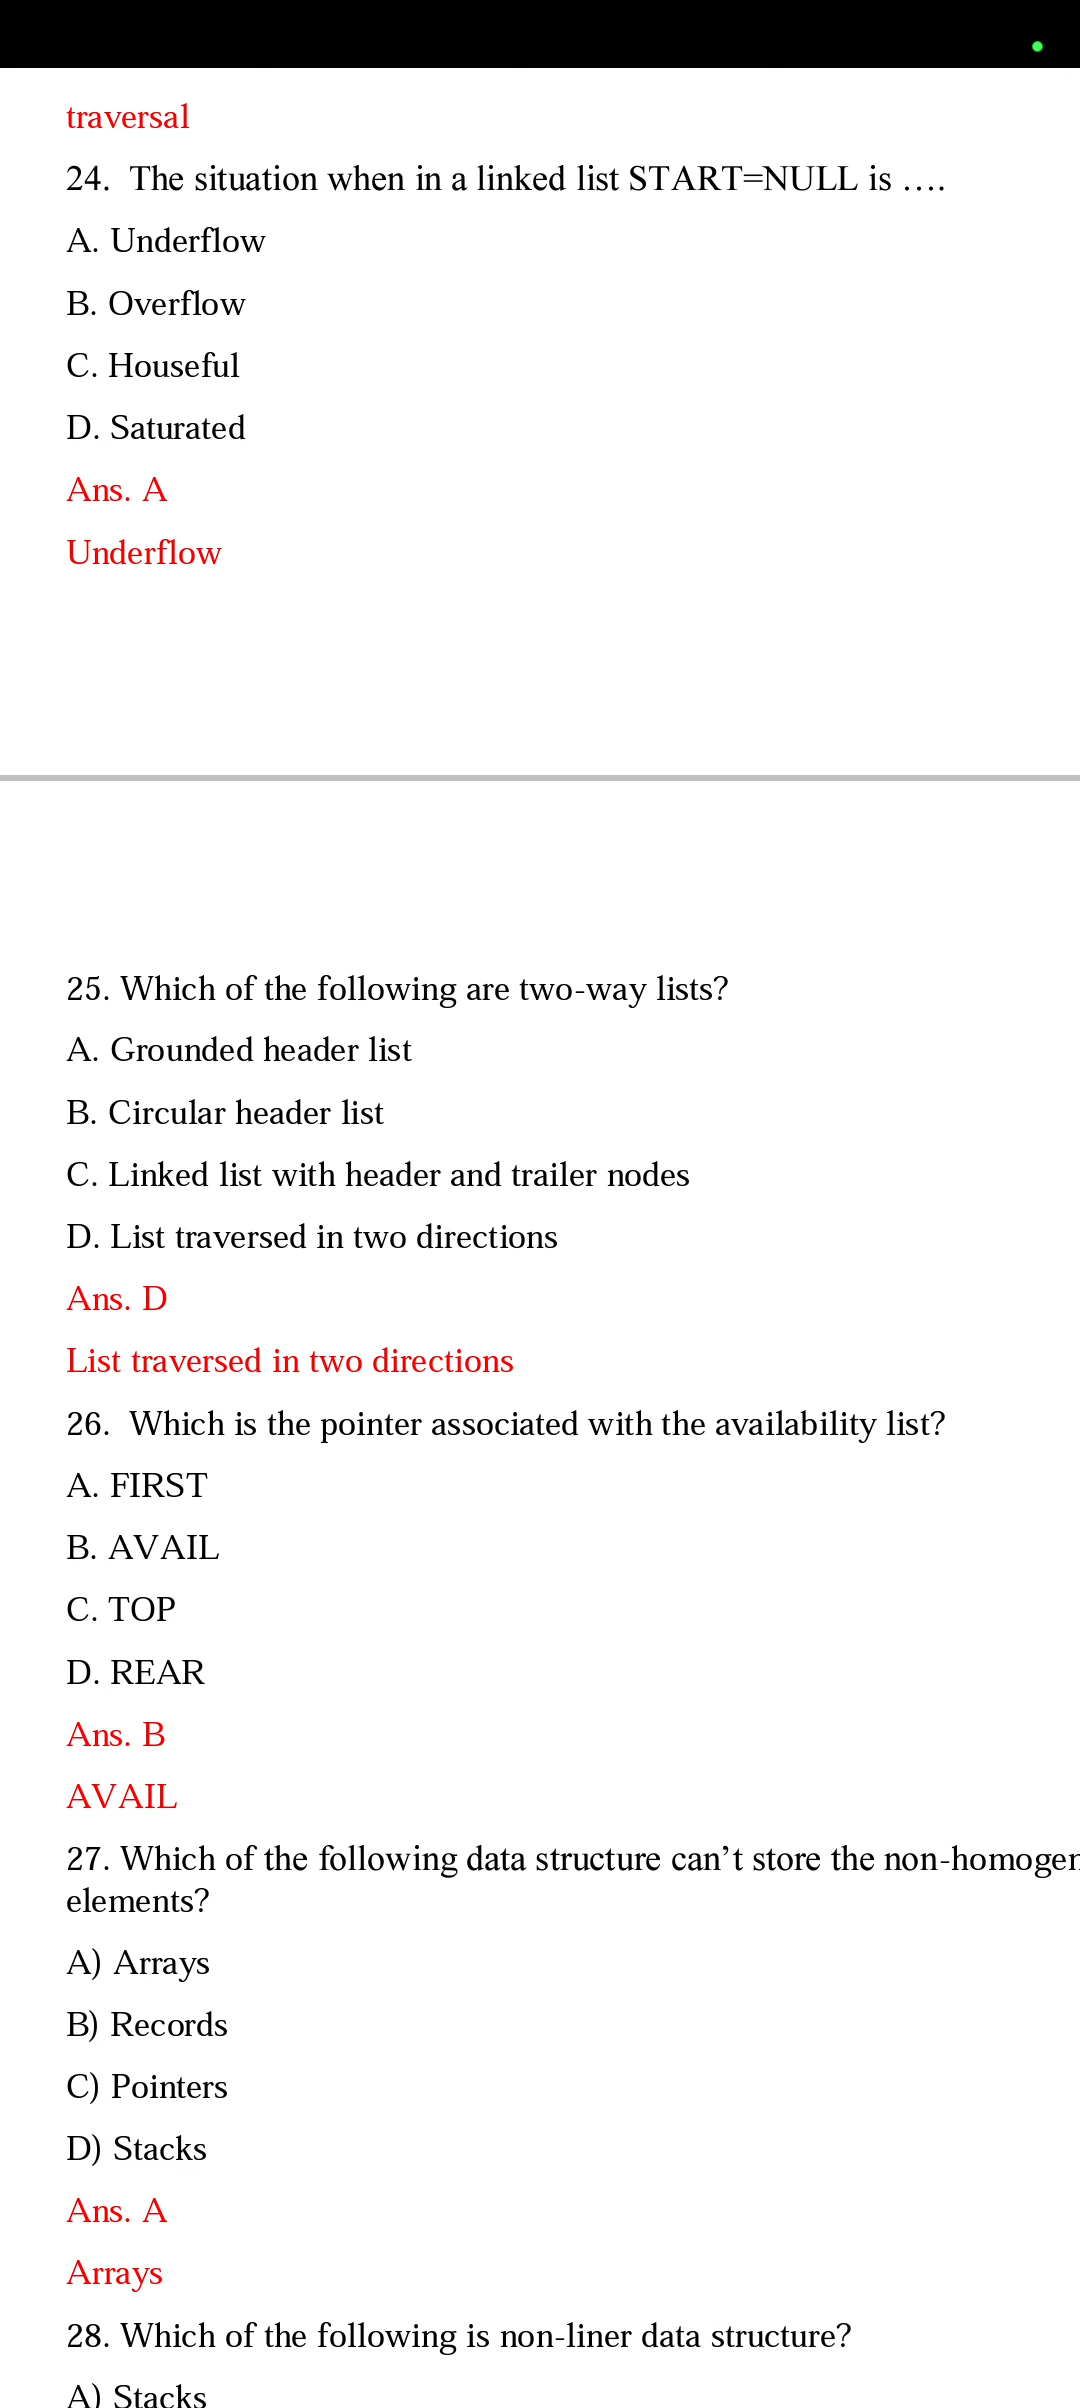 traversal
24.  The situation when in a linked list START=NULL is ….
A. Underflow
B. Overflow
C. Houseful
D. Saturated
Ans. A
Underflow
25. Which of the following are two-way lists?
A. Grounded header list
B. Circular header list
C. Linked list with header and trailer nodes
D. List traversed in two directions
Ans. D
List traversed in two directions
26.  Which is the pointer associated with the availability list?
A. FIRST
B. AVAIL
C. TOP
D. REAR
Ans. B
AVAIL
27. Which of the following data structure can’t store the non-homogen
elements?
A) Arrays
B) Records
C) Pointers
D) Stacks
Ans. A
Arrays
28. Which of the following is non-liner data structure?
A) Stacks